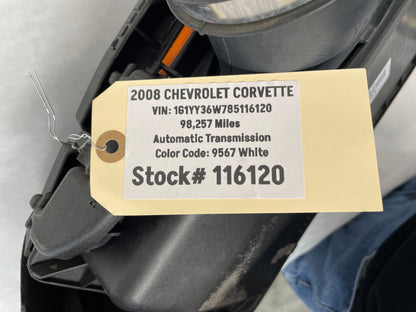 2008 CHEVROLET CORVETTE
VIN: 1G1YY36W785116120
98,257 Miles
Automatic Transmission
Color Code: 9567 White
Stock# 116120